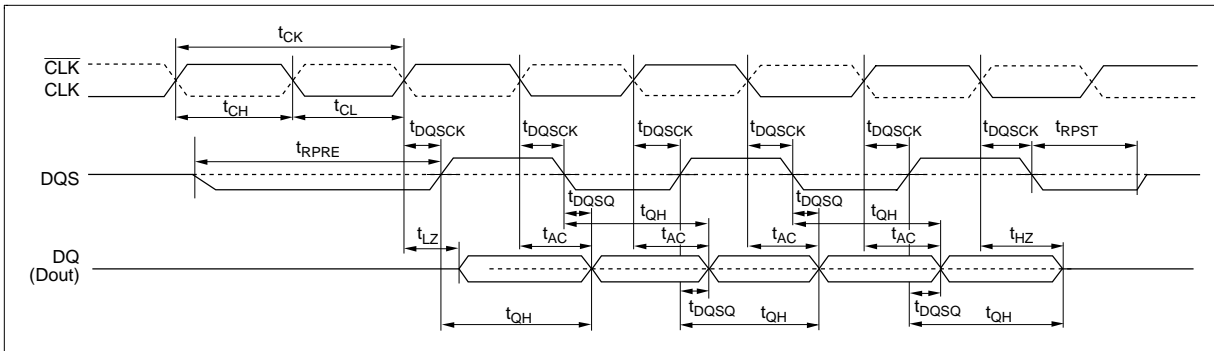 tCK
CLK
CLK
tCH tCL
tDQSCK tDQSCK tDQSCK tDQSCK tDQSCK tDQSCK tRPST
tRPRE
DQS
tDQSQ tDQSQ
tQH tQH
tLZ tAC tAC tAC tAC tHZ
DQ
(Dout)
tDQSQ tDQSQ
tQH tQH tQH